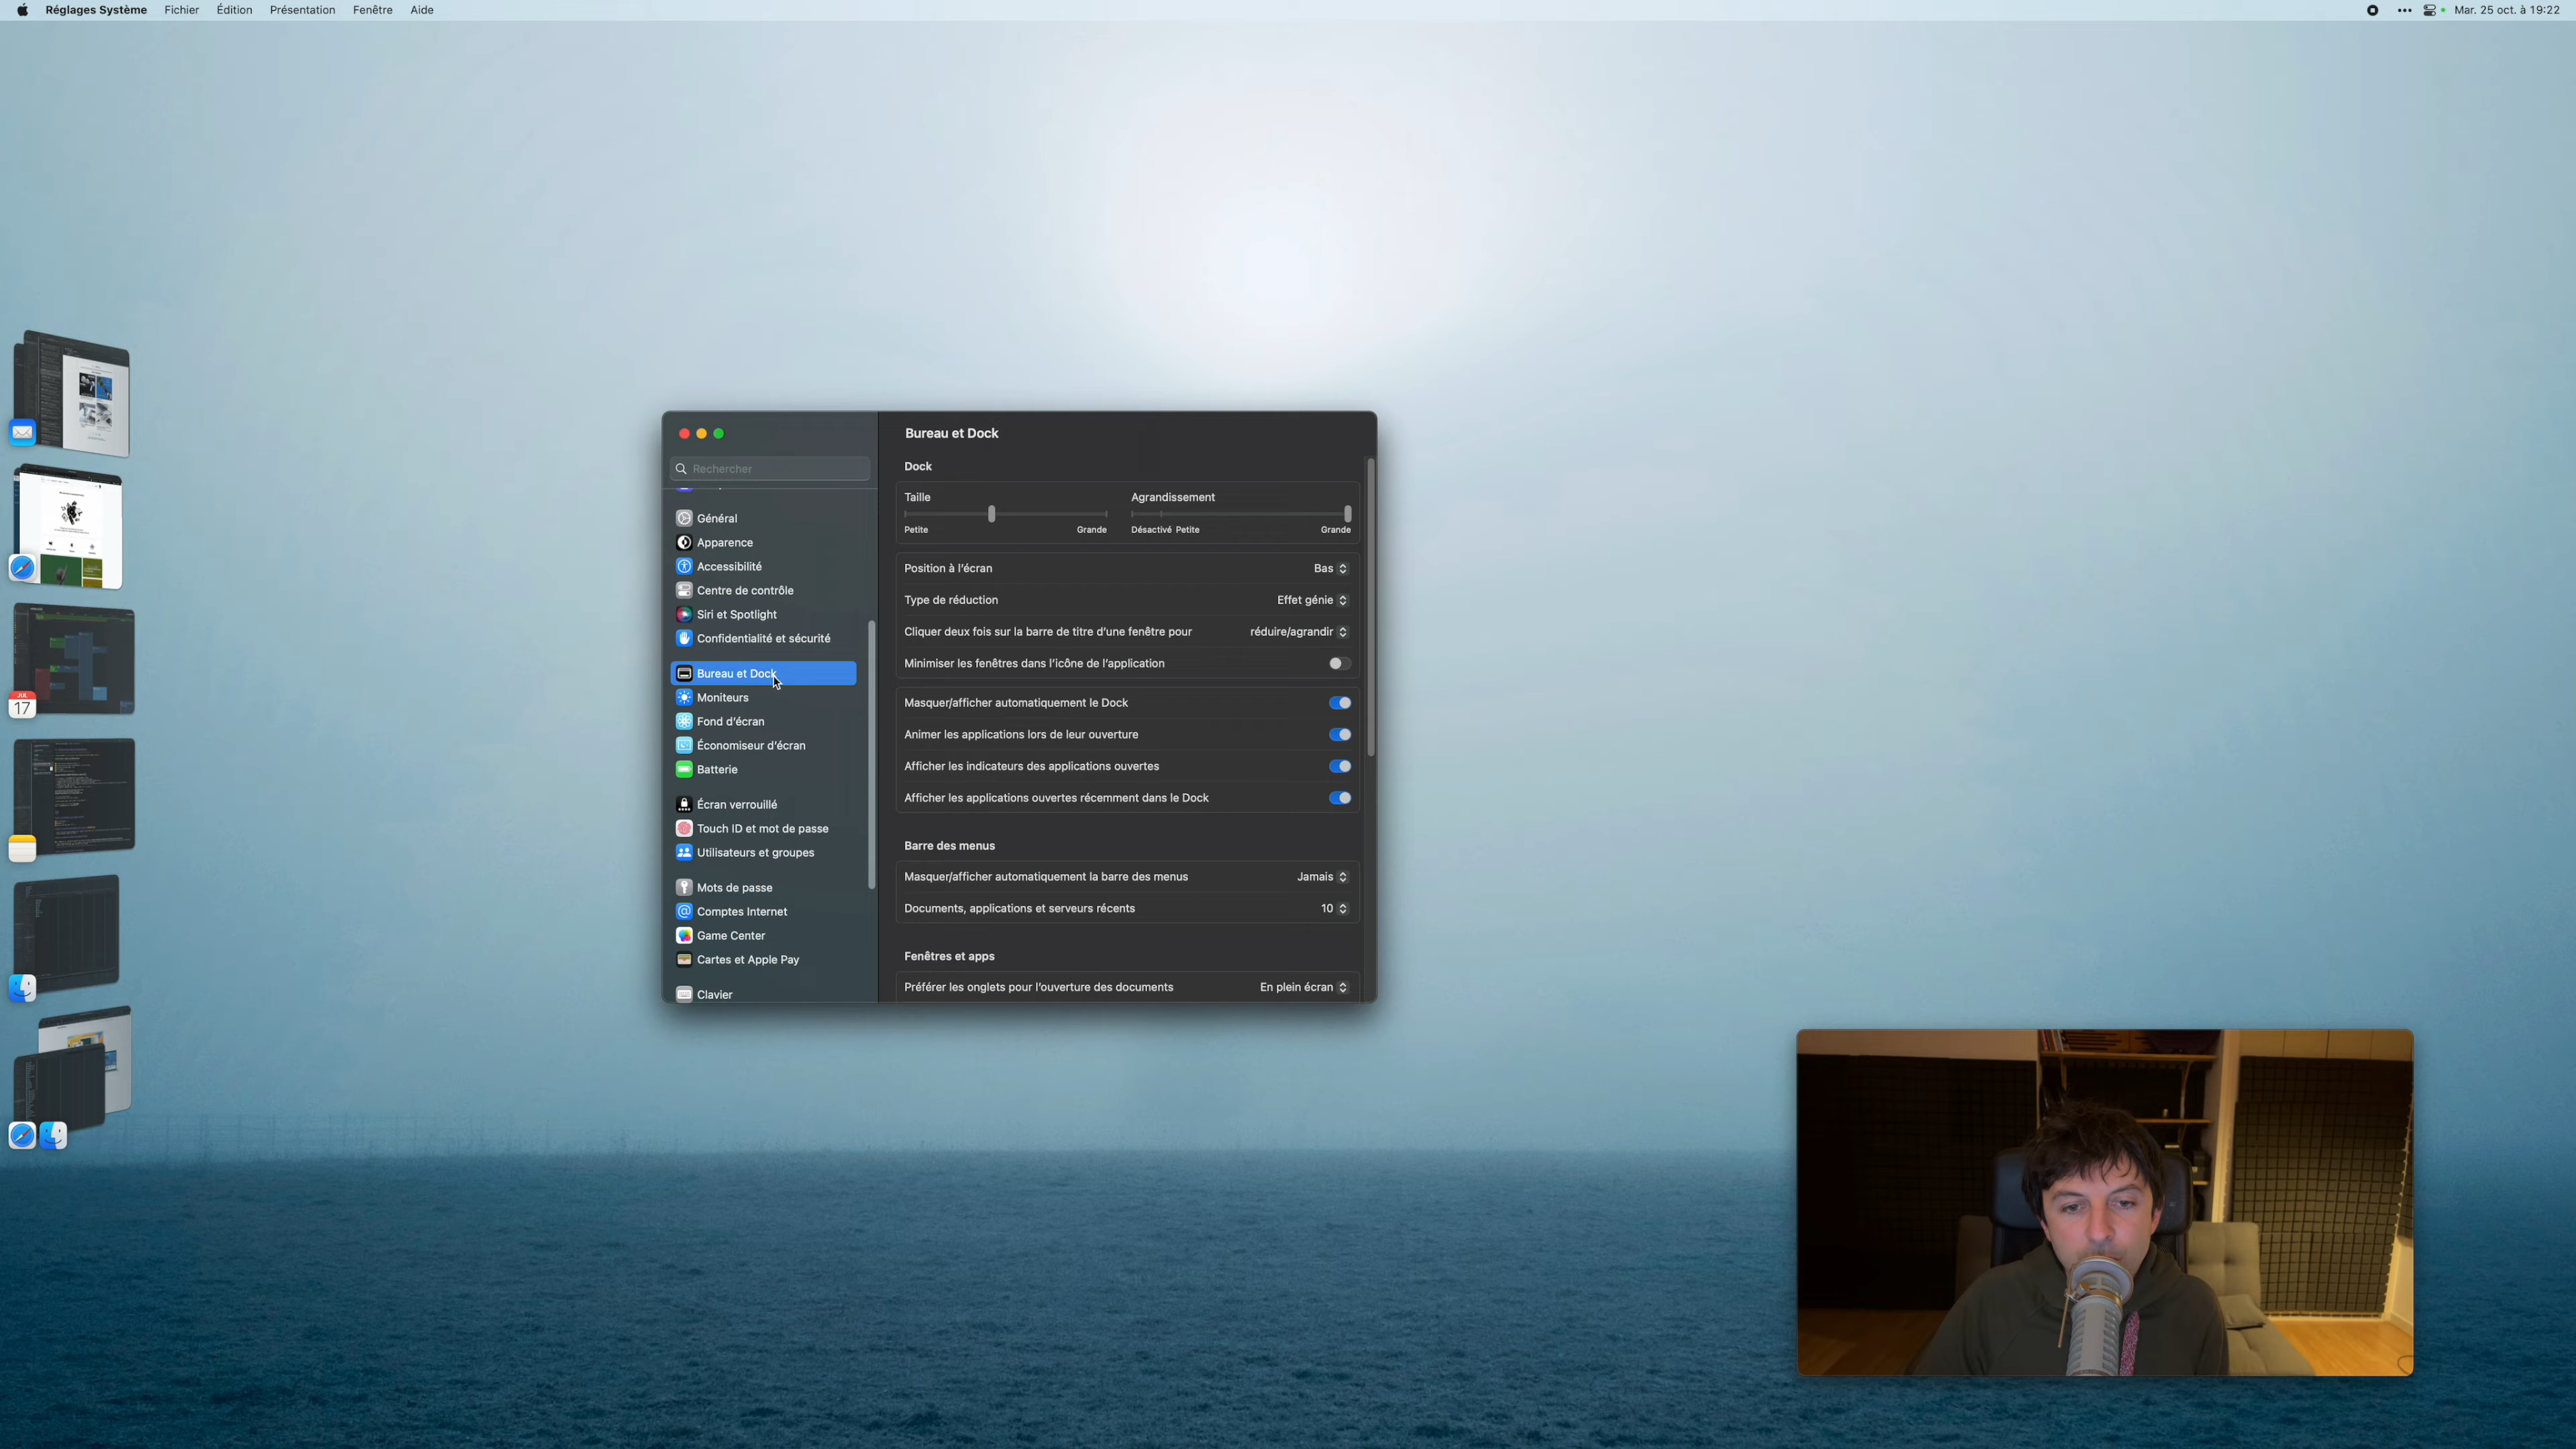 Réglages Système Fichier Édition Présentation Fenêtre Aide
Mar. 25 oct. à 19:22
JUL
17
Rechercher
Général
Apparence
Accessibilité
Centre de contrôle
Siri et Spotlight
Confidentialité et sécurité
Bureau et Dock
Moniteurs
Fond d'écran
Économiseur d'écran
Batterie
Écran verrouillé
Touch ID et mot de passe
Utilisateurs et groupes
Mots de passe
Comptes Internet
Game Center
Cartes et Apple Pay
Clavier
Bureau et Dock
Dock
Taille Agrandissement
Petite Grande Désactivé Petite Grande
Position à l'écran Bas
Type de réduction Effet génie
Cliquer deux fois sur la barre de titre d'une fenêtre pour réduire/agrandir
Minimiser les fenêtres dans l'icône de l'application
Masquer/afficher automatiquement le Dock
Animer les applications lors de leur ouverture
Afficher les indicateurs des applications ouvertes
Afficher les applications ouvertes récemment dans le Dock
Barre des menus
Masquer/afficher automatiquement la barre des menus Jamais
Documents, applications et serveurs récents 10
Fenêtres et apps
Préférer les onglets pour l'ouverture des documents En plein écran